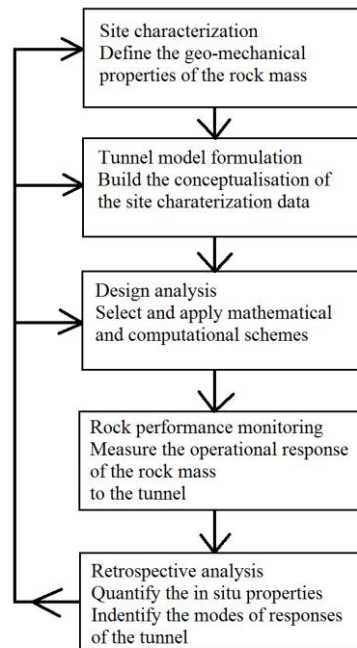 Site characterization
Define the geo-mechanical
properties of the rock mass
Tunnel model formulation
Build the conceptualisation of
the site charaterization data
Design analysis
Select and apply mathematical
and computational schemes
Rock performance monitoring
Measure the operational response
of the rock mass
to the tunnel
Retrospective analysis
Quantify the in situ properties
Indentify the modes of responses
of the tunnel